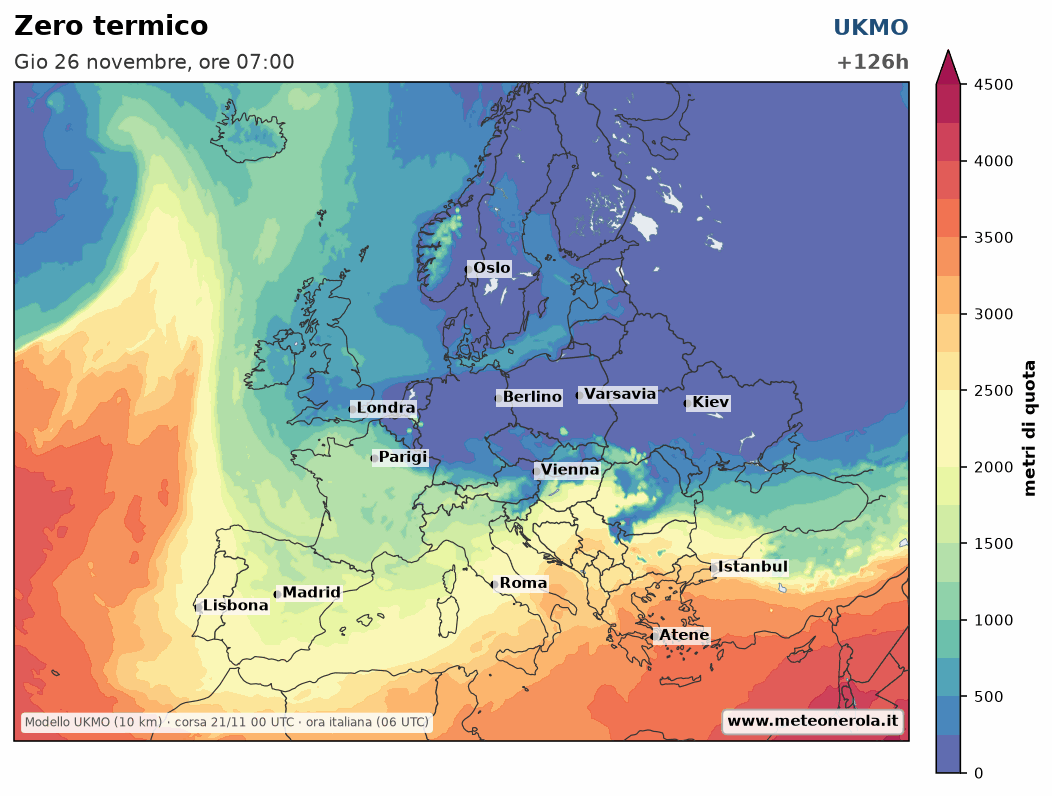 Zero termico
UKMO
Gio 26 novembre, ore 07:00
+126h
4500
4000
3500
3000
2500
2000
1500
1000
500
0
metri di quota
Oslo
Berlino
Varsavia
Kiev
Londra
Parigi
Vienna
Istanbul
Roma
Madrid
Lisbona
Atene
Modello UKMO (10 km) · corsa 21/11 00 UTC · ora italiana (06 UTC)
www.meteonerola.it